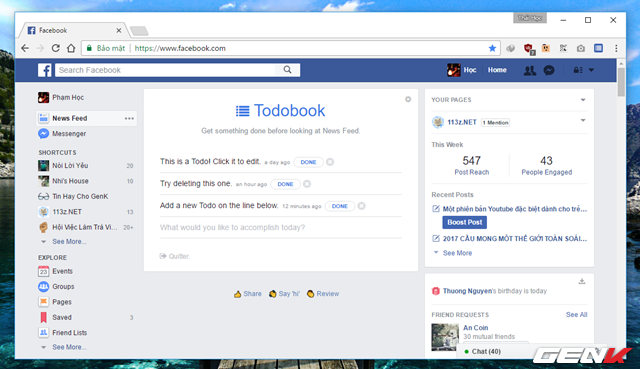 Thái Học
Facebook
Bảo mật
https://www.facebook.com
Search Facebook
Học
Home
Phạm Học
News Feed
Messenger
SHORTCUTS
Nôi Lời Yều 20
Nhi's House 14
Tin Hay Cho GenK
113z.NET 13
Hội Việc Làm Trà Vi... 20+
See More...
EXPLORE
Events
23
Groups
Pages
Saved 3
Friend Lists
See More...
Todobook
Get something done before looking at News Feed.
This is a Todo! Click it to edit. a day ago DONE
Try deleting this one. an hour ago DONE
Add a new Todo on the line below. 12 minutes ago DONE
What would you like to accomplish today?
Quitter.
Share Say 'hi' Review
YOUR PAGES
113z.NET 1 Mention
This Week
547 43
Post Reach People Engaged
Recent Posts
Một phiên bản Youtube đặc biệt dành cho trẻ...
Boost Post
2017 CẦU MONG MỘT THẾ GIỚI TOÀN SOÁI...
See More
Thuong Nguyen's birthday is today
FRIEND REQUESTS See All
An Coin
30 mutual friends
Chat (40)
GENK